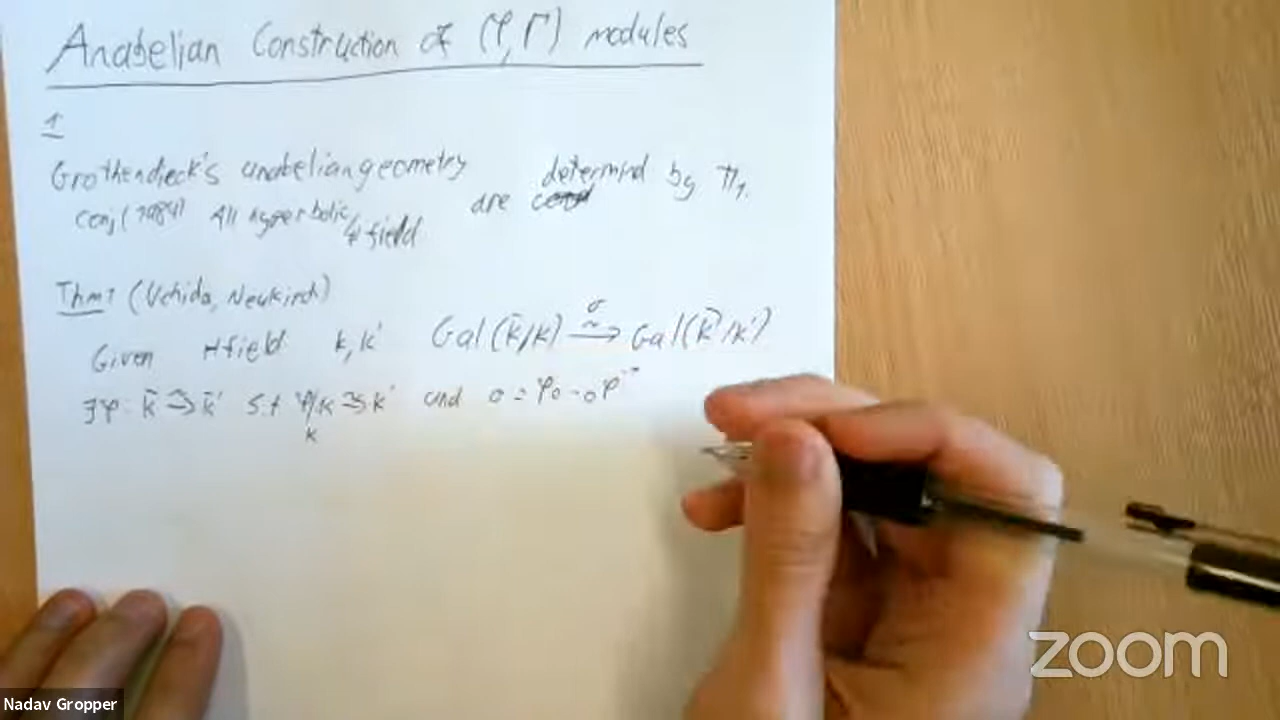 Anabelian Construction of (φ,Γ) modules
1
Grothendieck's anabelian geometry
conj(1984) All hyperbolic, #field are determind by π₁.
Thm 1 (Uchida, Neukirch)
Given #field k,k' Gal(k̄/k) →̃ Gal(k̄'/k') σ
∃φ: k̄ →̃ k̄' s.t φ/k ≅ k' and σ = φ∘-∘φ⁻¹
k
Nadav Gropper
zoom